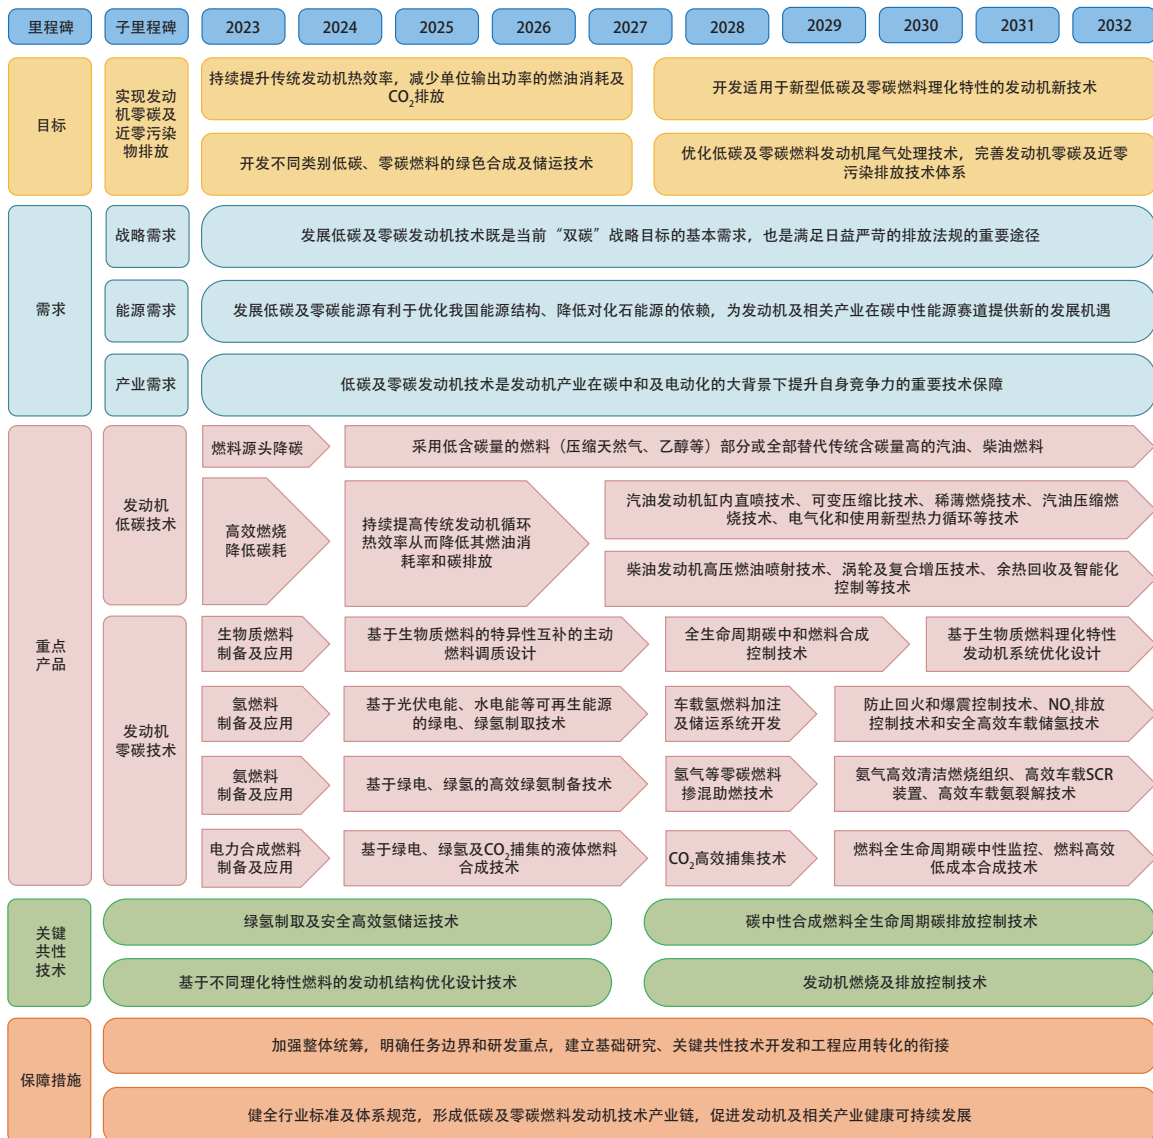 里程碑
子里程碑
2023
2024
2025
2026
2027
2028
2029
2030
2031
2032
目标
实现发动
机零碳及
近零污染
物排放
持续提升传统发动机热效率，减少单位输出功率的燃油消耗及
CO₂排放
开发适用于新型低碳及零碳燃料理化特性的发动机新技术
开发不同类别低碳、零碳燃料的绿色合成及储运技术
优化低碳及零碳燃料发动机尾气处理技术，完善发动机零碳及近零
污染排放技术体系
需求
战略需求
发展低碳及零碳发动机技术既是当前“双碳”战略目标的基本需求，也是满足日益严苛的排放法规的重要途径
能源需求
发展低碳及零碳能源有利于优化我国能源结构、降低对化石能源的依赖，为发动机及相关产业在碳中性能源赛道提供新的发展机遇
产业需求
低碳及零碳发动机技术是发动机产业在碳中和及电动化的大背景下提升自身竞争力的重要技术保障
重点
产品
发动机
低碳技术
燃料源头降碳
采用低含碳量的燃料（压缩天然气、乙醇等）部分或全部替代传统含碳量高的汽油、柴油燃料
高效燃烧
降低碳耗
持续提高传统发动机循环
热效率从而降低其燃油消
耗率和碳排放
汽油发动机缸内直喷技术、可变压缩比技术、稀薄燃烧技术、汽油压缩燃
烧技术、电气化和使用新型热力循环等技术
柴油发动机高压燃油喷射技术、涡轮及复合增压技术、余热回收及智能化
控制等技术
发动机
零碳技术
生物质燃料
制备及应用
基于生物质燃料的特异性互补的主动
燃料调质设计
全生命周期碳中和燃料合成
控制技术
基于生物质燃料理化特性
发动机系统优化设计
氢燃料
制备及应用
基于光伏电能、水电能等可再生能源
的绿电、绿氢制取技术
车载氢燃料加注
及储运系统开发
防止回火和爆震控制技术、NOₓ排放
控制技术和安全高效车载储氢技术
氨燃料
制备及应用
基于绿电、绿氢的高效绿氨制备技术
氢气等零碳燃料
掺混助燃技术
氨气高效清洁燃烧组织、高效车载SCR
装置、高效车载氨裂解技术
电力合成燃料
制备及应用
基于绿电、绿氢及CO₂捕集的液体燃料
合成技术
CO₂高效捕集技术
燃料全生命周期碳中性监控、燃料高效
低成本合成技术
关键
共性
技术
绿氢制取及安全高效氢储运技术
碳中性合成燃料全生命周期碳排放控制技术
基于不同理化特性燃料的发动机结构优化设计技术
发动机燃烧及排放控制技术
保障措施
加强整体统筹，明确任务边界和研发重点，建立基础研究、关键共性技术开发和工程应用转化的衔接
健全行业标准及体系规范，形成低碳及零碳燃料发动机技术产业链，促进发动机及相关产业健康可持续发展